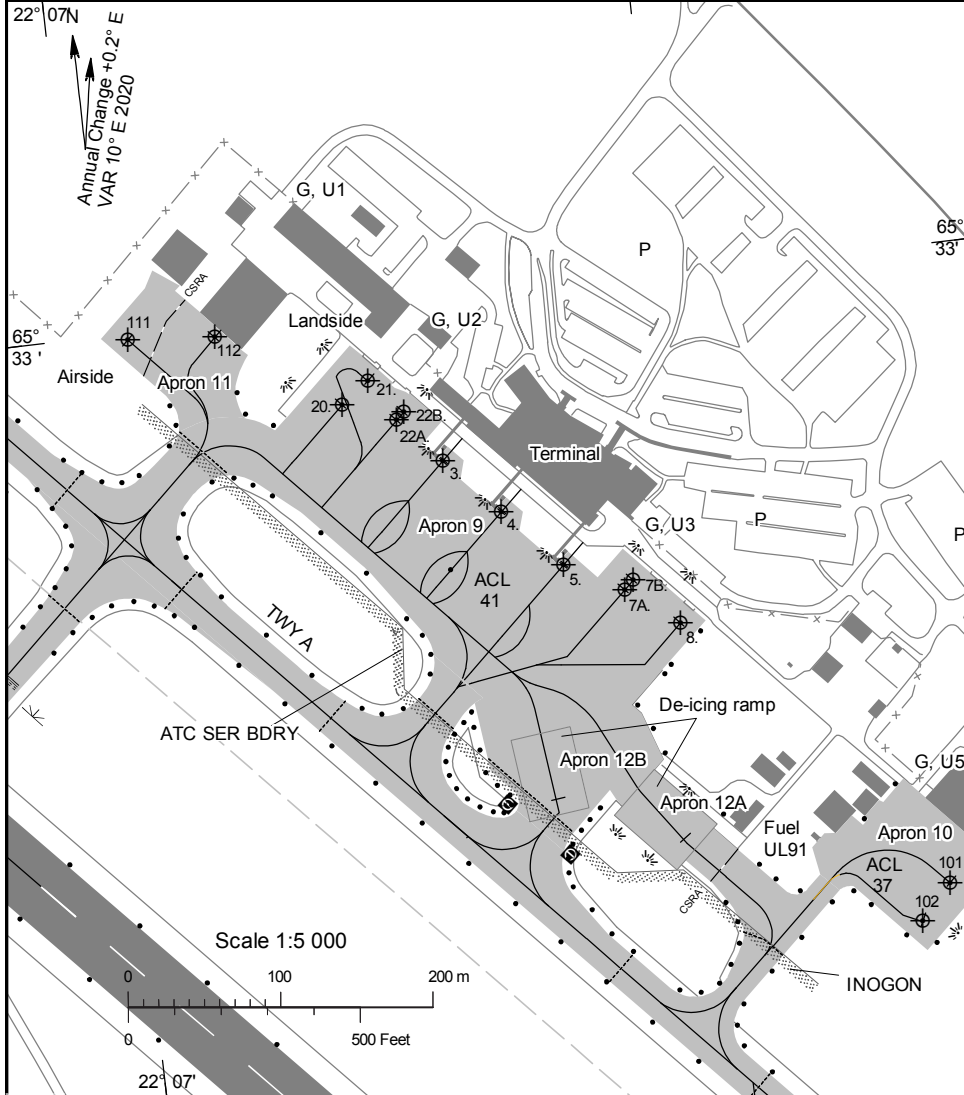 22° 07'
N
Annual Change +0.2° E
VAR 10° E 2020
G, U1
P
65°
33'
CSRA
111
112
Landside
G, U2
65°
33 '
Airside
Apron 11
20.
21.
22B.
22A.
3.
Terminal
4.
Apron 9
G, U3
P
P
5.
ACL
41
7B.
7A.
8.
TWY A
De-icing ramp
ATC SER BDRY
Apron 12B
G, U5
Apron 12A
Fuel
UL91
Apron 10
ACL
37
101
102
CSRA
INOGON
Scale 1:5 000
0
100
200 m
0
500 Feet
22° 07'